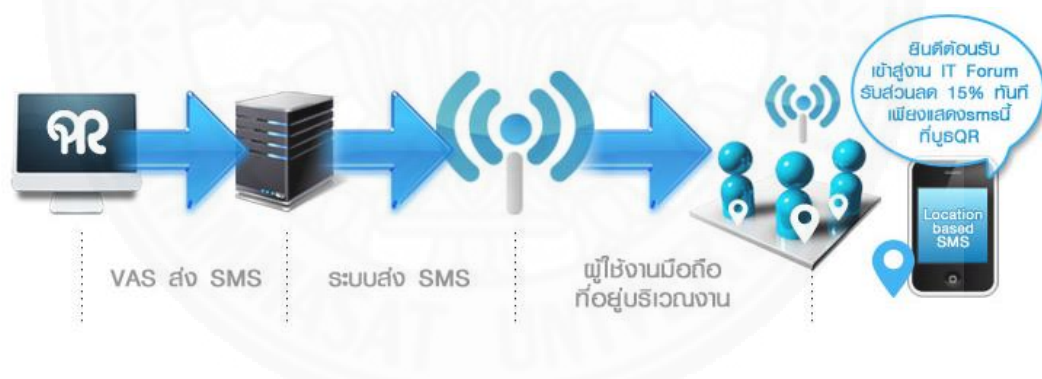 ยินดีต้อนรับ
เข้าสู่งาน IT Forum
รับส่วนลด 15% ทันที
เพียงแสดงsmsนี้
ที่บูธQR
QR
Location
based
SMS
VAS ส่ง SMS
ระบบส่ง SMS
ผู้ใช้งานมือถือ
ที่อยู่บริเวณงาน